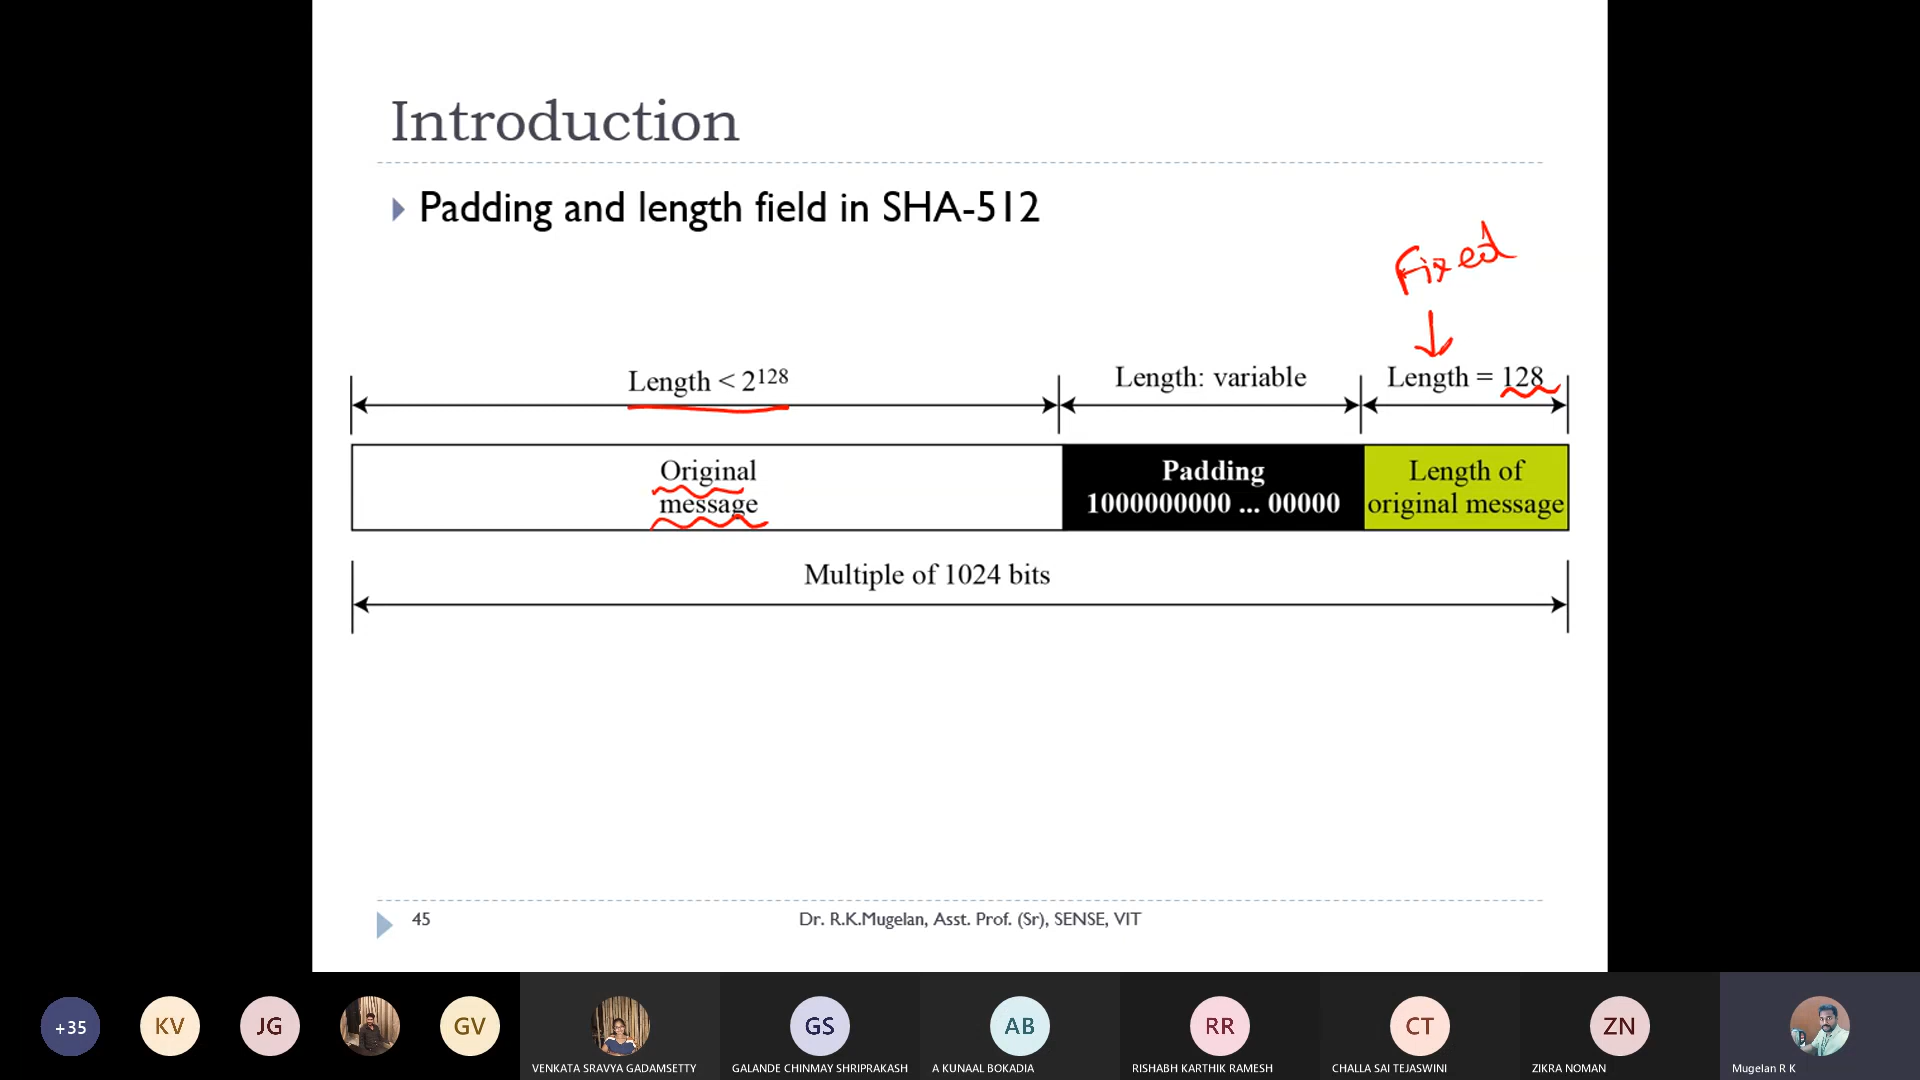 Introduction
Padding and length field in SHA-512
Fixed
Length < 2^128
Length: variable
Length = 128
Original
message
Padding
1000000000 ... 00000
Length of
original message
Multiple of 1024 bits
45
Dr. R.K.Mugelan, Asst. Prof. (Sr), SENSE, VIT
+35
KV
JG
GV
GS
AB
RR
CT
ZN
VENKATA SRAVYA GADAMSETTY
GALANDE CHINMAY SHRIPRAKASH
A KUNAAL BOKADIA
RISHABH KARTHIK RAMESH
CHALLA SAI TEJASWINI
ZIKRA NOMAN
Mugelan R K